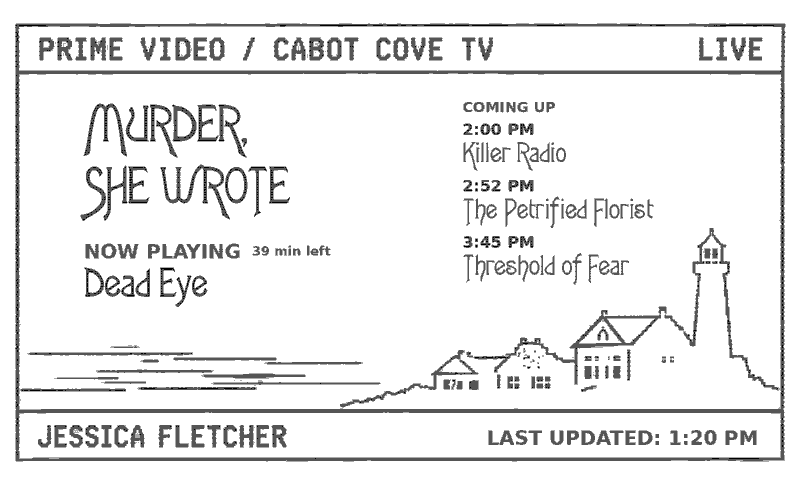 PRIME VIDEO / CABOT COVE TV
LIVE
MURDER,
SHE WROTE
NOW PLAYING 39 min left
Dead Eye
COMING UP
2:00 PM
Killer Radio
2:52 PM
The Petrified Florist
3:45 PM
Threshold of Fear
JESSICA FLETCHER
LAST UPDATED: 1:20 PM